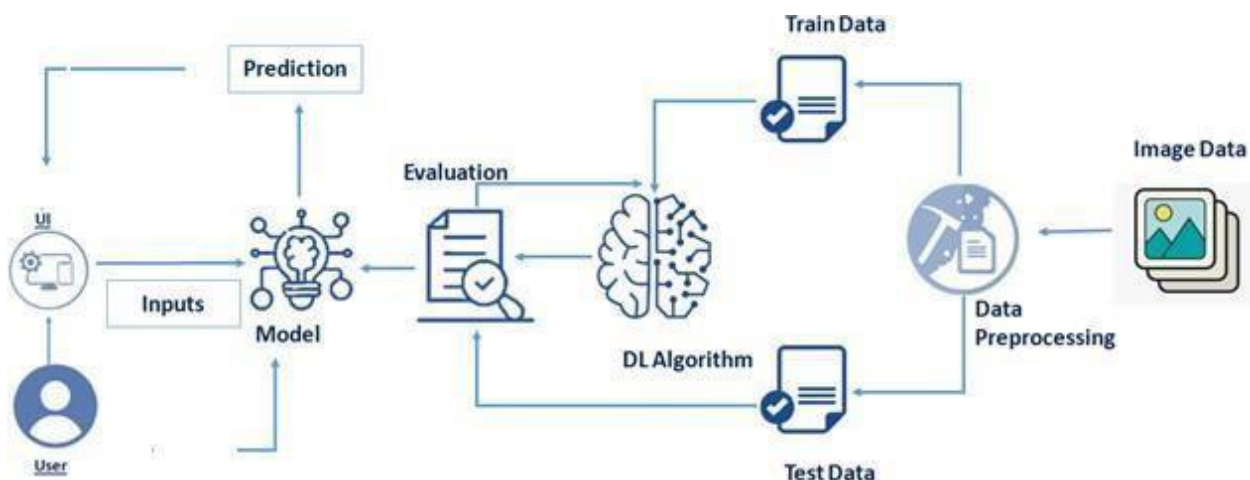 Train Data
Prediction
Image Data
Evaluation
UI
Inputs
Model
Data
Preprocessing
DL Algorithm
User
Test Data